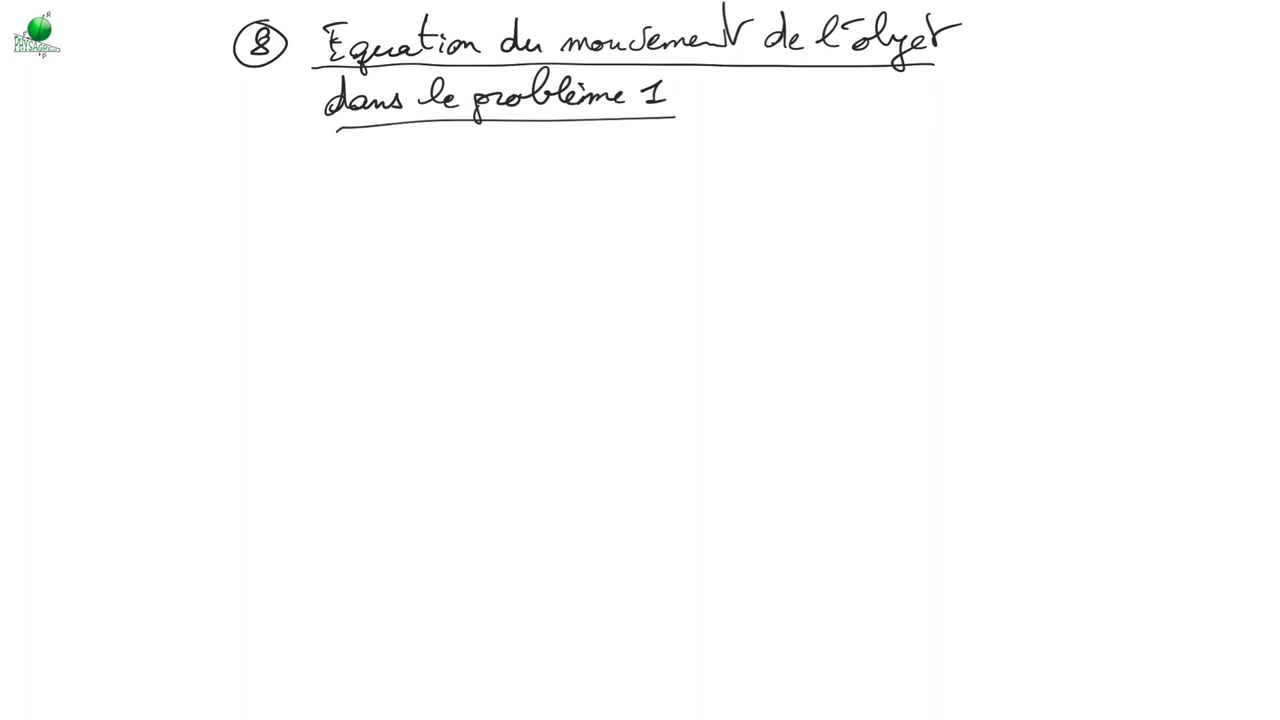 ⑧ Equation du mouvement de l'objet
dans le problème 1